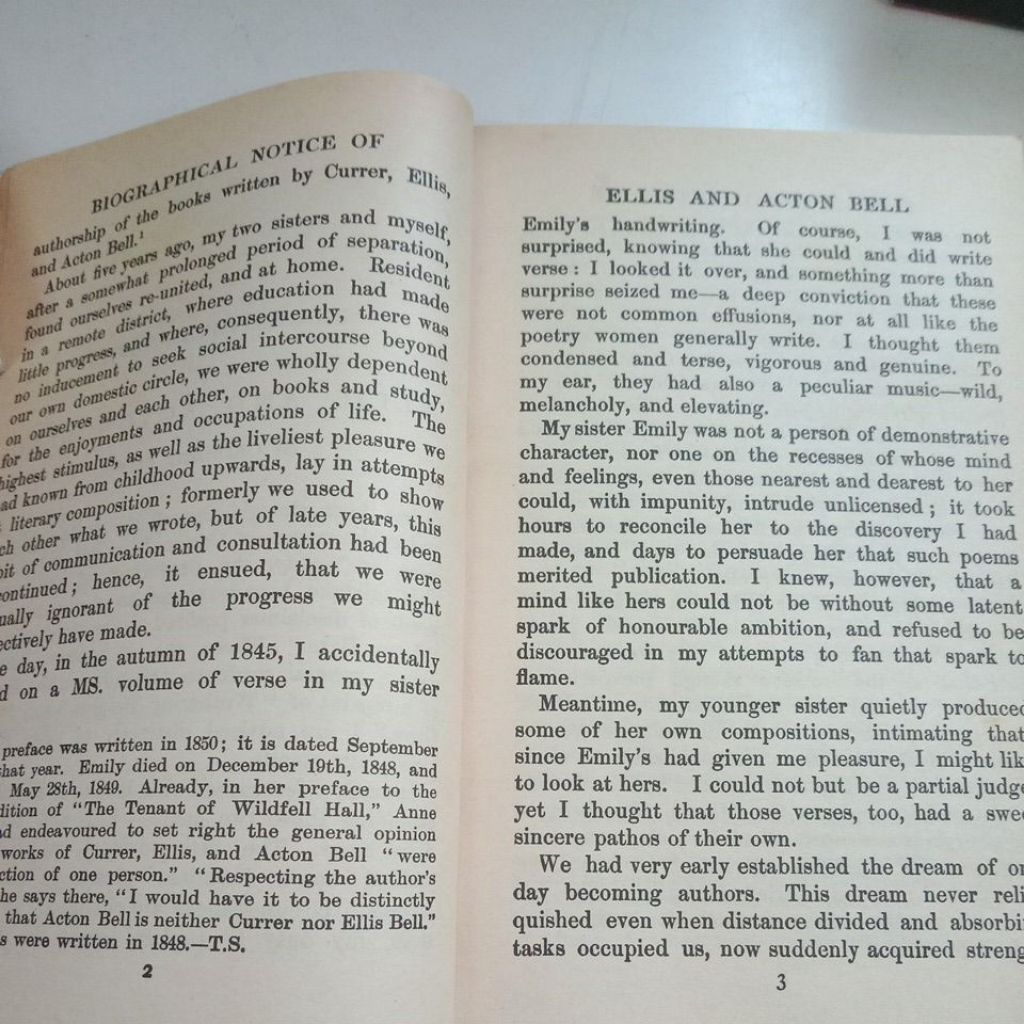 BIOGRAPHICAL NOTICE OF
authorship of the books written by Currer, Ellis,
and Acton Bell.¹
About five years ago, my two sisters and myself,
after a somewhat prolonged period of separation,
found ourselves re-united, and at home. Resident
in a remote district, where education had made
little progress, and where, consequently, there was
no inducement to seek social intercourse beyond
our own domestic circle, we were wholly dependent
on ourselves and each other, on books and study,
for the enjoyments and occupations of life. The
highest stimulus, as well as the liveliest pleasure we
ad known from childhood upwards, lay in attempts
literary composition; formerly we used to show
ch other what we wrote, but of late years, this
bit of communication and consultation had been
continued; hence, it ensued, that we were
ually ignorant of the progress we might
ectively have made.
e day, in the autumn of 1845, I accidentally
d on a MS. volume of verse in my sister
preface was written in 1850; it is dated September
hat year. Emily died on December 19th, 1848, and
May 28th, 1849. Already, in her preface to the
dition of "The Tenant of Wildfell Hall," Anne
d endeavoured to set right the general opinion
works of Currer, Ellis, and Acton Bell "were
ction of one person." "Respecting the author's
he says there, "I would have it to be distinctly
that Acton Bell is neither Currer nor Ellis Bell."
s were written in 1848.—T.S.
2
ELLIS AND ACTON BELL
Emily's handwriting. Of course, I was not
surprised, knowing that she could and did write
verse: I looked it over, and something more than
surprise seized me—a deep conviction that these
were not common effusions, nor at all like the
poetry women generally write. I thought them
condensed and terse, vigorous and genuine. To
my ear, they had also a peculiar music—wild,
melancholy, and elevating.
My sister Emily was not a person of demonstrative
character, nor one on the recesses of whose mind
and feelings, even those nearest and dearest to her
could, with impunity, intrude unlicensed; it took
hours to reconcile her to the discovery I had
made, and days to persuade her that such poems
merited publication. I knew, however, that a
mind like hers could not be without some latent
spark of honourable ambition, and refused to be
discouraged in my attempts to fan that spark to
flame.
Meantime, my younger sister quietly produced
some of her own compositions, intimating that
since Emily's had given me pleasure, I might lik
to look at hers. I could not but be a partial judge
yet I thought that those verses, too, had a swee
sincere pathos of their own.
We had very early established the dream of on
day becoming authors. This dream never reli
quished even when distance divided and absorbi
tasks occupied us, now suddenly acquired streng
3